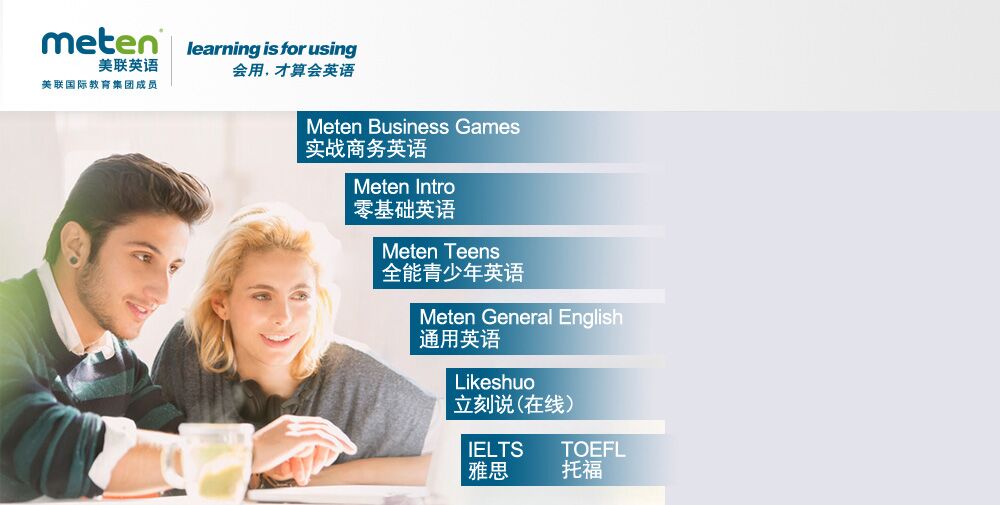 meten
美联英语
美联国际教育集团成员
learning is for using
会用，才算会英语
Meten Business Games
实战商务英语
Meten Intro
零基础英语
Meten Teens
全能青少年英语
Meten General English
通用英语
Likeshuo
立刻说(在线)
IELTS TOEFL
雅思 托福